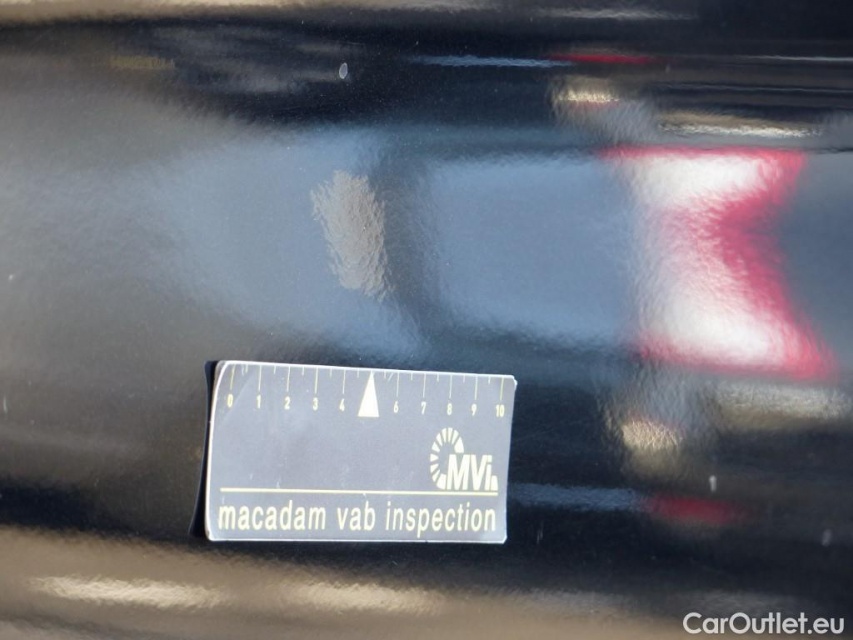 0 1 2 3 4 6 7 8 9 10
MVi
macadam vab inspection
CarOutlet.eu